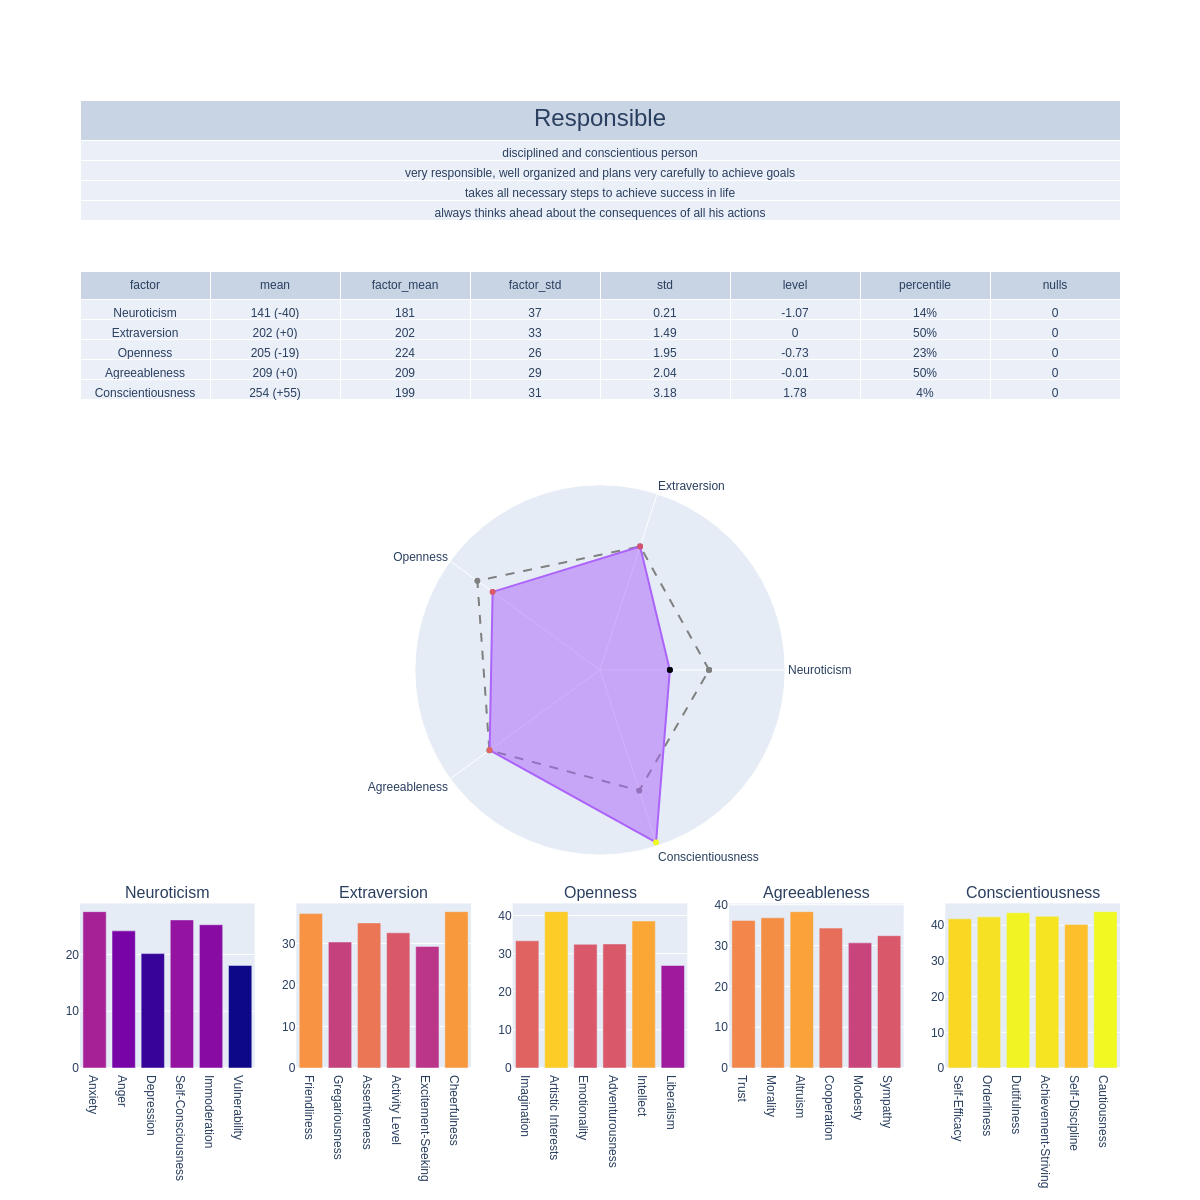 Responsible
disciplined and conscientious person
very responsible, well organized and plans very carefully to achieve goals
takes all necessary steps to achieve success in life
always thinks ahead about the consequences of all his actions
factor mean factor_mean factor_std std level percentile nulls
Neuroticism 141 (-40) 181 37 0.21 -1.07 14% 0
Extraversion 202 (+0) 202 33 1.49 0 50% 0
Openness 205 (-19) 224 26 1.95 -0.73 23% 0
Agreeableness 209 (+0) 209 29 2.04 -0.01 50% 0
Conscientiousness 254 (+55) 199 31 3.18 1.78 4% 0
Extraversion
Openness
Neuroticism
Agreeableness
Conscientiousness
Neuroticism
20
10
0
Anxiety
Anger
Depression
Self-Consciousness
Immoderation
Vulnerability
Extraversion
30
20
10
0
Friendliness
Gregariousness
Assertiveness
Activity Level
Excitement-Seeking
Cheerfulness
Openness
40
30
20
10
0
Imagination
Artistic Interests
Emotionality
Adventurousness
Intellect
Liberalism
Agreeableness
40
30
20
10
0
Trust
Morality
Altruism
Cooperation
Modesty
Sympathy
Conscientiousness
40
30
20
10
0
Self-Efficacy
Orderliness
Dutifulness
Achievement-Striving
Self-Discipline
Cautiousness